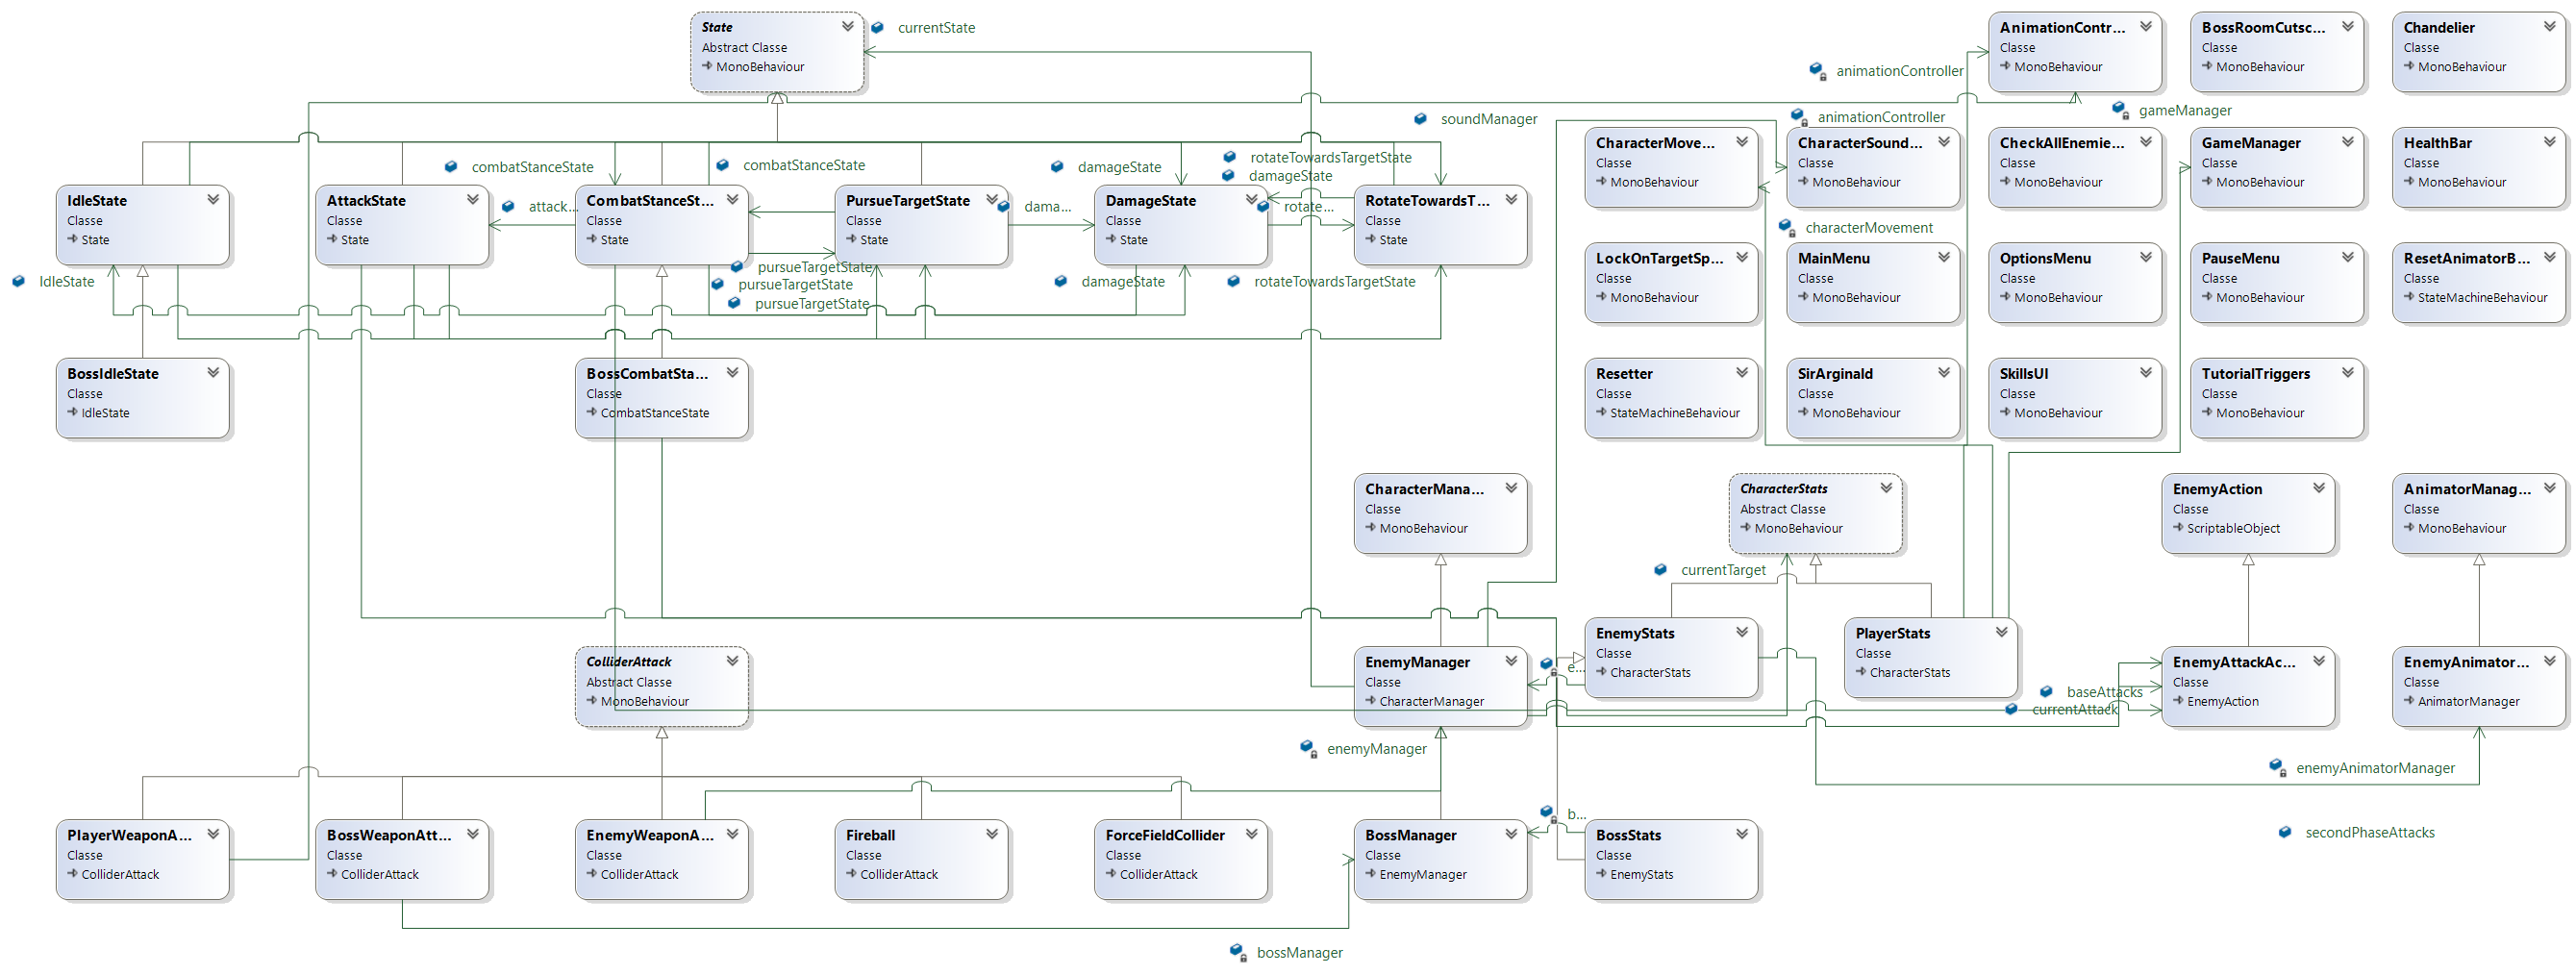 State
Abstract Classe
MonoBehaviour
currentState
AnimationContr...
Classe
MonoBehaviour
BossRoomCutsc...
Classe
MonoBehaviour
Chandelier
Classe
MonoBehaviour
animationController
gameManager
soundManager
animationController
CharacterMove...
Classe
MonoBehaviour
CharacterSound...
Classe
MonoBehaviour
CheckAllEnemie...
Classe
MonoBehaviour
GameManager
Classe
MonoBehaviour
HealthBar
Classe
MonoBehaviour
combatStanceState
combatStanceState
damageState
rotateTowardsTargetState
damageState
IdleState
Classe
State
AttackState
Classe
State
attack...
CombatStanceSt...
Classe
State
PursueTargetState
Classe
State
dama...
DamageState
Classe
State
rotate...
RotateTowardsT...
Classe
State
characterMovement
IdleState
pursueTargetState
pursueTargetState
pursueTargetState
damageState
rotateTowardsTargetState
LockOnTargetSp...
Classe
MonoBehaviour
MainMenu
Classe
MonoBehaviour
OptionsMenu
Classe
MonoBehaviour
PauseMenu
Classe
MonoBehaviour
ResetAnimatorB...
Classe
StateMachineBehaviour
BossIdleState
Classe
IdleState
BossCombatSta...
Classe
CombatStanceState
Resetter
Classe
StateMachineBehaviour
SirArginald
Classe
MonoBehaviour
SkillsUI
Classe
MonoBehaviour
TutorialTriggers
Classe
MonoBehaviour
CharacterMana...
Classe
MonoBehaviour
CharacterStats
Abstract Classe
MonoBehaviour
EnemyAction
Classe
ScriptableObject
AnimatorManag...
Classe
MonoBehaviour
currentTarget
ColliderAttack
Abstract Classe
MonoBehaviour
EnemyManager
Classe
CharacterManager
e...
EnemyStats
Classe
CharacterStats
PlayerStats
Classe
CharacterStats
EnemyAttackAc...
Classe
EnemyAction
EnemyAnimator...
Classe
AnimatorManager
baseAttacks
currentAttack
enemyManager
enemyAnimatorManager
PlayerWeaponA...
Classe
ColliderAttack
BossWeaponAtt...
Classe
ColliderAttack
EnemyWeaponA...
Classe
ColliderAttack
Fireball
Classe
ColliderAttack
ForceFieldCollider
Classe
ColliderAttack
BossManager
Classe
EnemyManager
b...
BossStats
Classe
EnemyStats
secondPhaseAttacks
bossManager